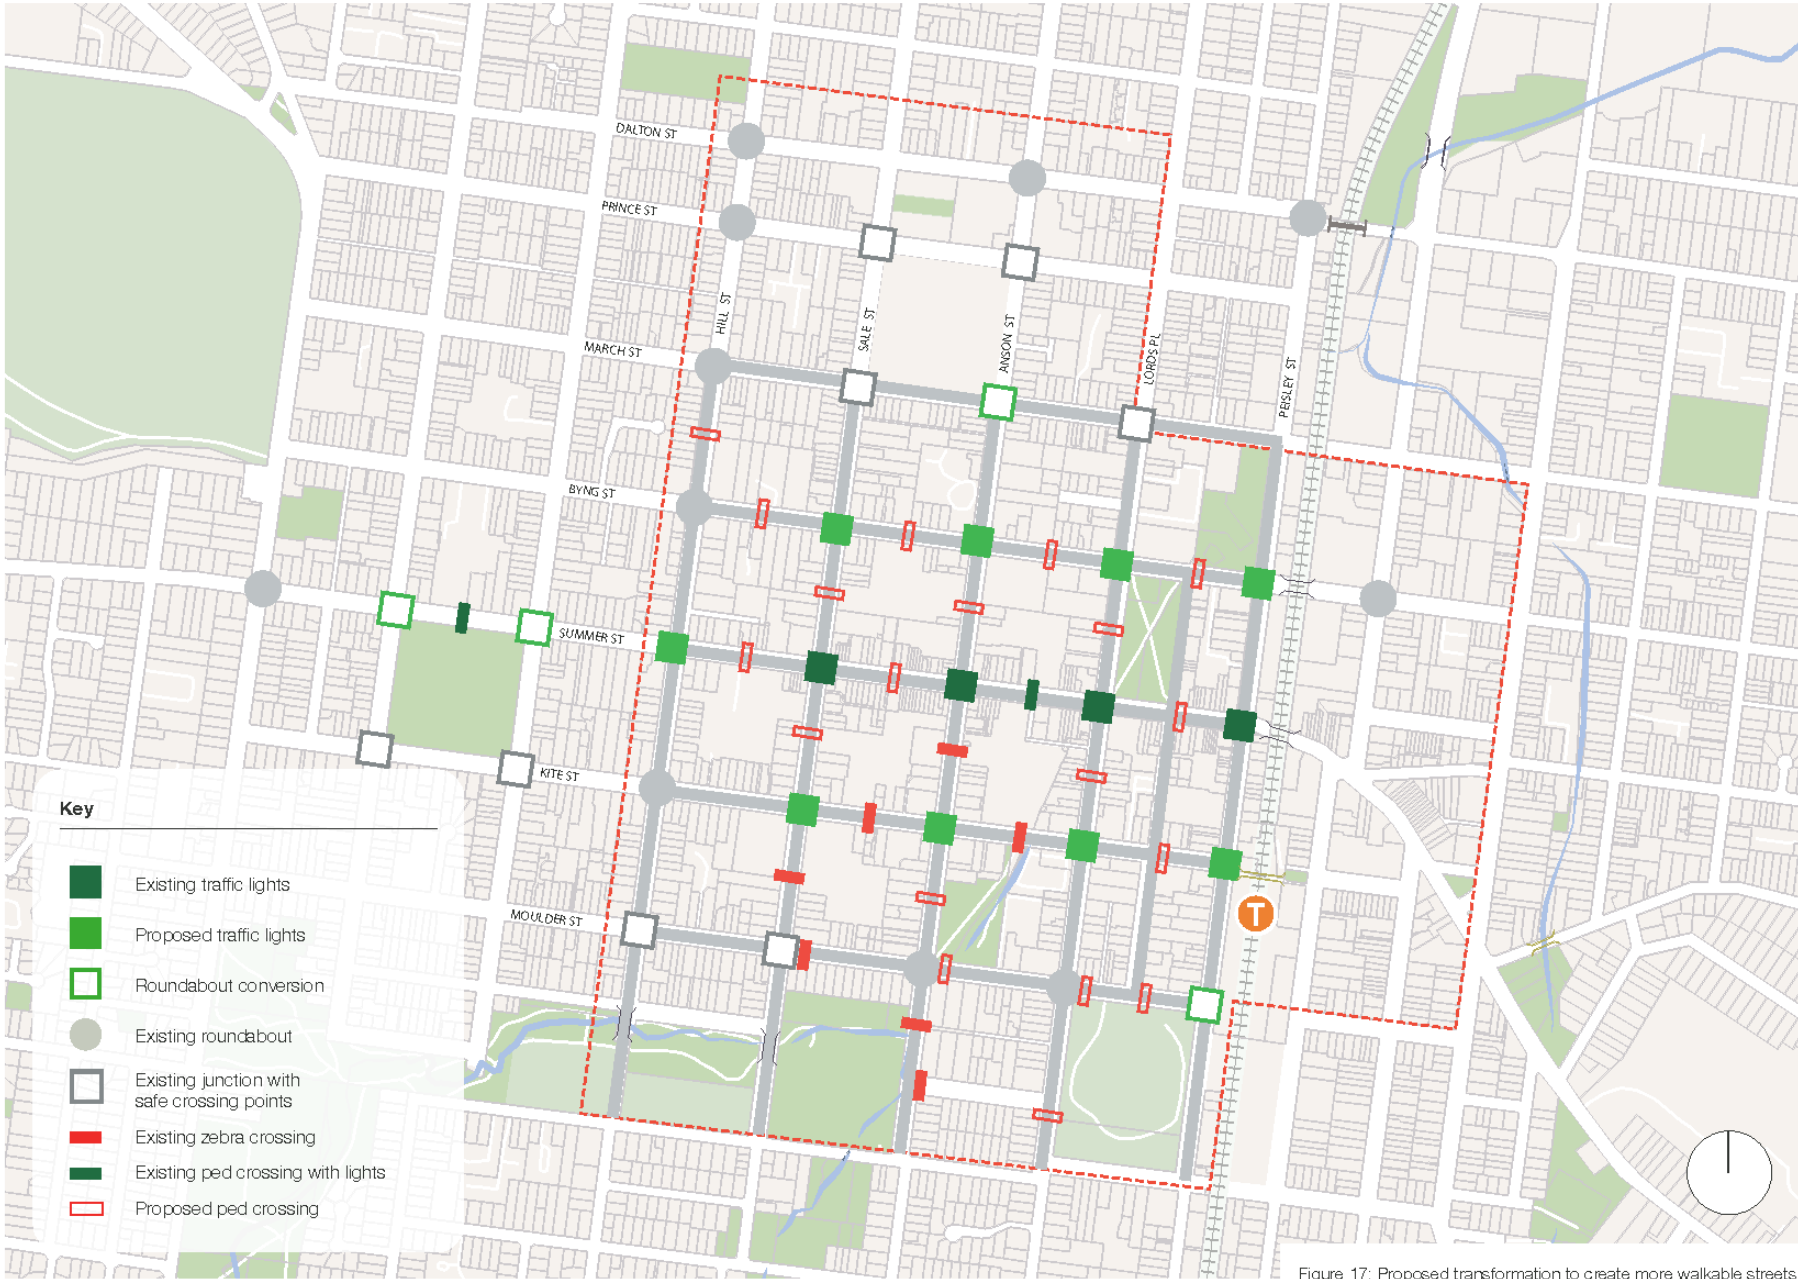 DALTON ST
PRINCE ST
HILL ST
SALE ST
ANSON ST
LORDS PL
PEISLEY ST
MARCH ST
BYNG ST
SUMMER ST
KITE ST
MOULDER ST
T
Key
Existing traffic lights
Proposed traffic lights
Roundabout conversion
Existing roundabout
Existing junction with
safe crossing points
Existing zebra crossing
Existing ped crossing with lights
Proposed ped crossing
Figure 17: Proposed transformation to create more walkable streets